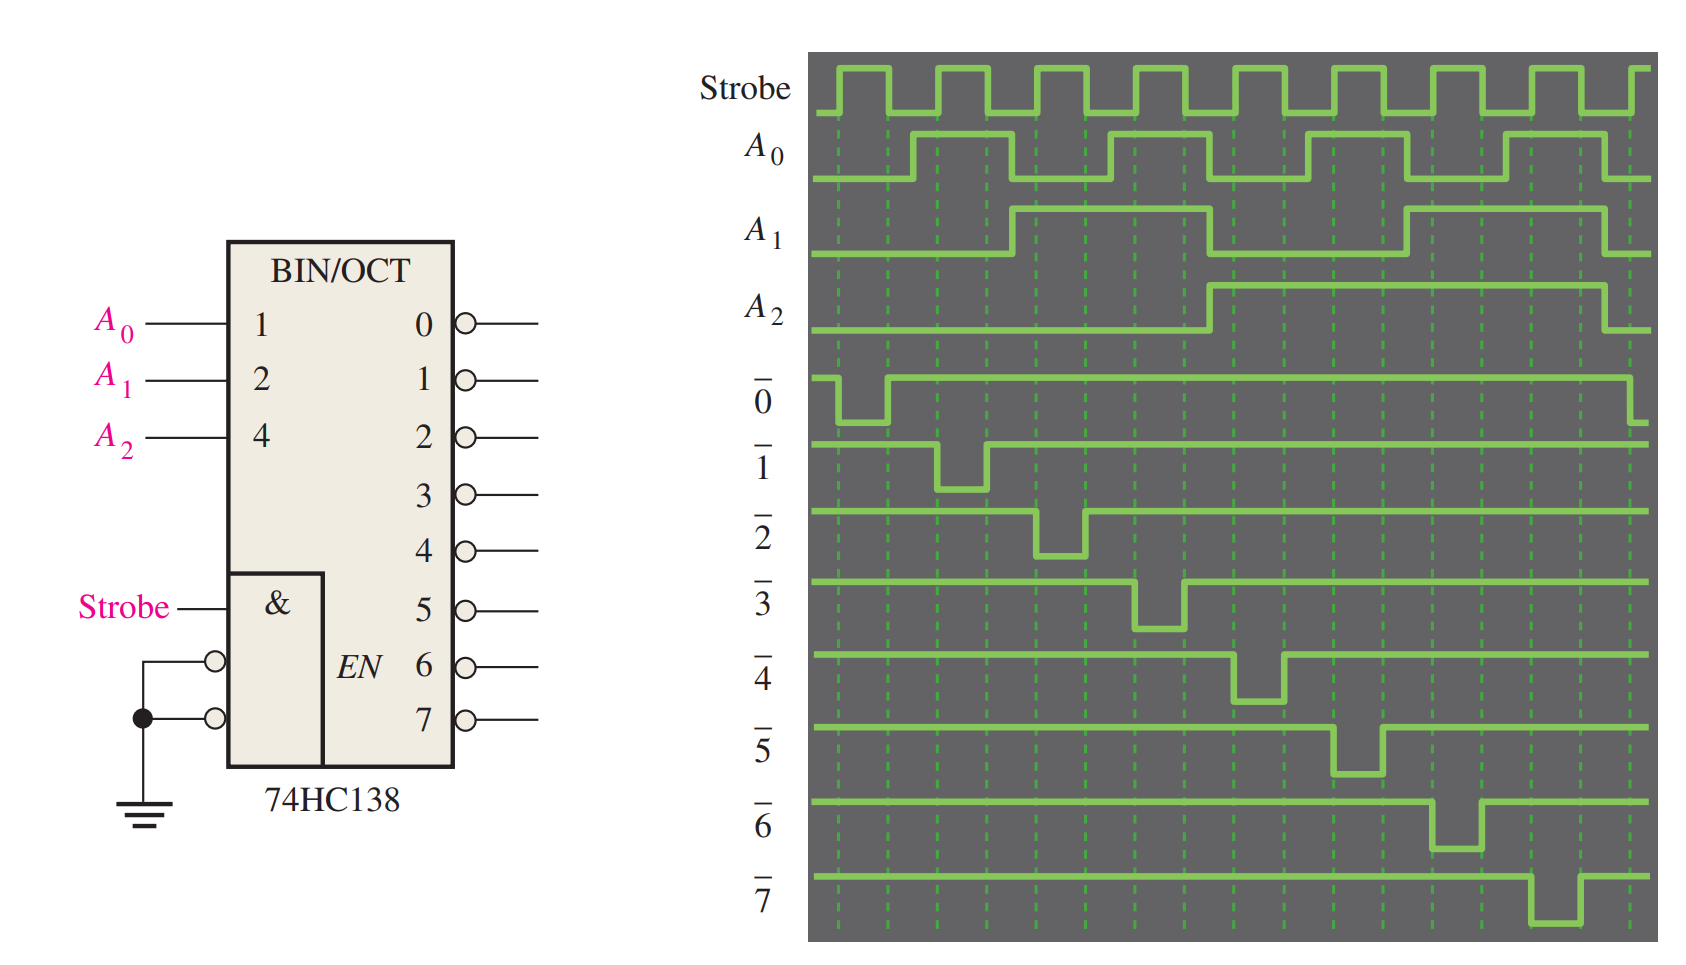 BIN/OCT
A0 1 0
A1 2 1
A2 4 2
3
4
Strobe & 5
EN 6
7
74HC138
Strobe
A0
A1
A2
0̅
1̅
2̅
3̅
4̅
5̅
6̅
7̅